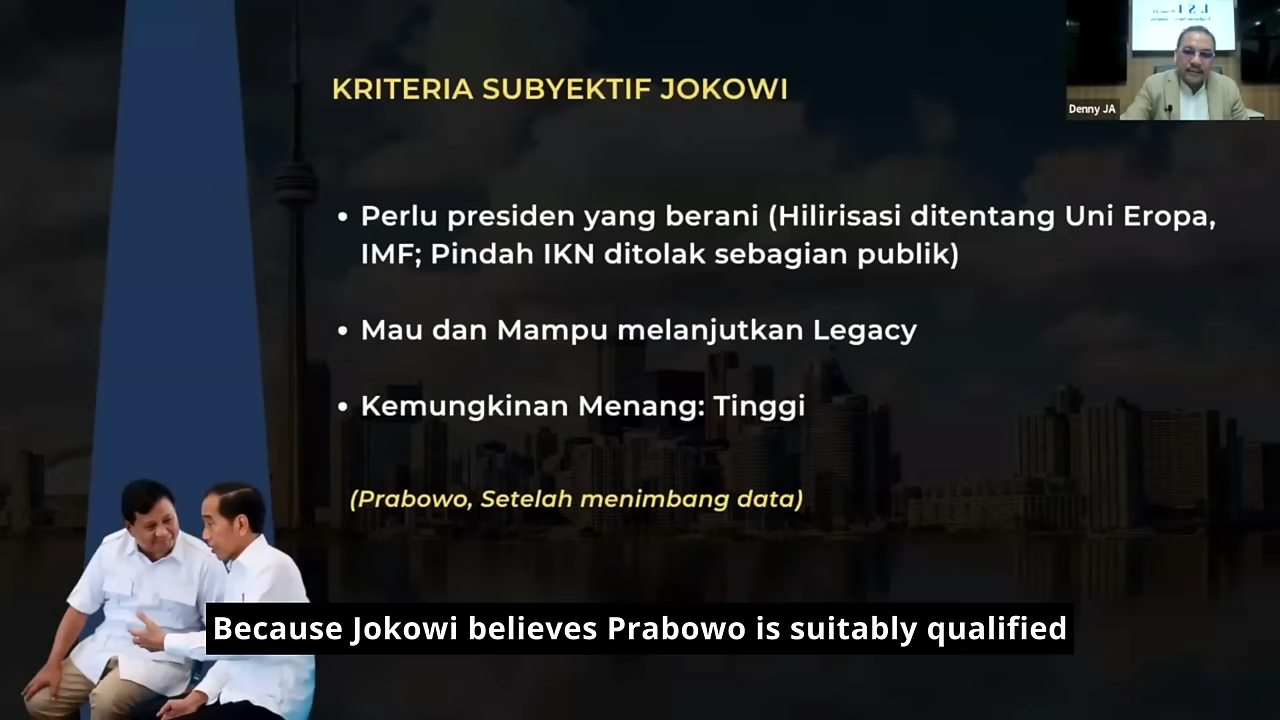 KRITERIA SUBYEKTIF JOKOWI
Denny JA
• Perlu presiden yang berani (Hilirisasi ditentang Uni Eropa,
IMF; Pindah IKN ditolak sebagian publik)
• Mau dan Mampu melanjutkan Legacy
• Kemungkinan Menang: Tinggi
(Prabowo, Setelah menimbang data)
Because Jokowi believes Prabowo is suitably qualified